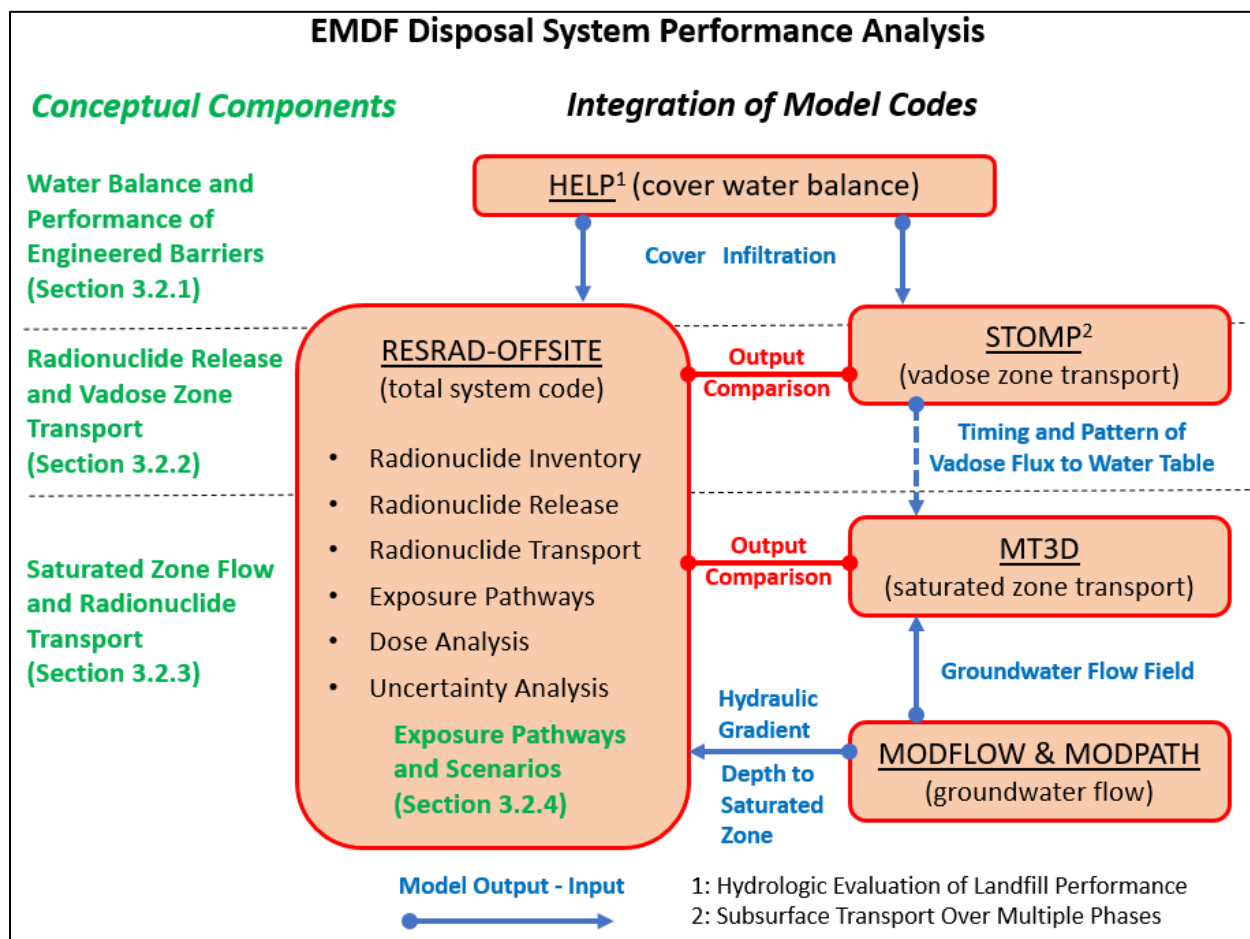 EMDF Disposal System Performance Analysis
Conceptual Components
Integration of Model Codes
Water Balance and
Performance of
Engineered Barriers
(Section 3.2.1)
HELP1 (cover water balance)
Cover Infiltration
Radionuclide Release
and Vadose Zone
Transport
(Section 3.2.2)
RESRAD-OFFSITE
(total system code)
• Radionuclide Inventory
• Radionuclide Release
• Radionuclide Transport
• Exposure Pathways
• Dose Analysis
• Uncertainty Analysis
Exposure Pathways
and Scenarios
(Section 3.2.4)
Output
Comparison
STOMP2
(vadose zone transport)
Timing and Pattern of
Vadose Flux to Water Table
Saturated Zone Flow
and Radionuclide
Transport
(Section 3.2.3)
Output
Comparison
MT3D
(saturated zone transport)
Groundwater Flow Field
Hydraulic
Gradient
Depth to
Saturated
Zone
MODFLOW & MODPATH
(groundwater flow)
Model Output - Input
1: Hydrologic Evaluation of Landfill Performance
2: Subsurface Transport Over Multiple Phases